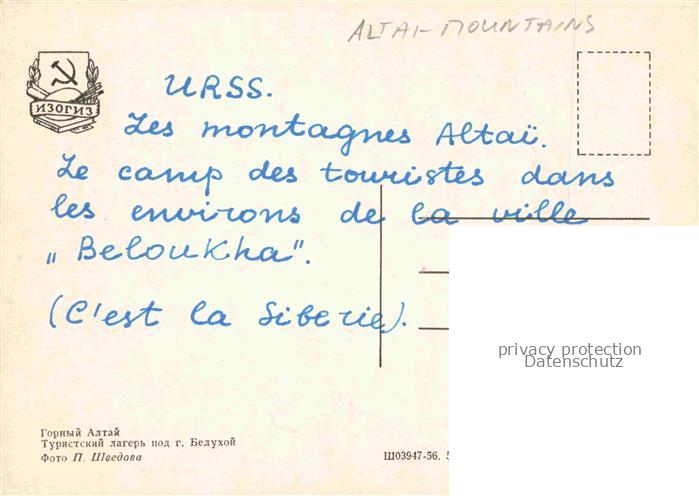 ALTAI-MOUNTAINS
ИЗОГИЗ
URSS.
Les montagnes Altaï.
Le camp des touristes dans
les environs de la ville
„Beloukha".
(C'est la Siberie).
privacy protection
Datenschutz
Горный Алтай
Туристский лагерь под г. Белухой
Фото П. Шведова
Ш03947-56.